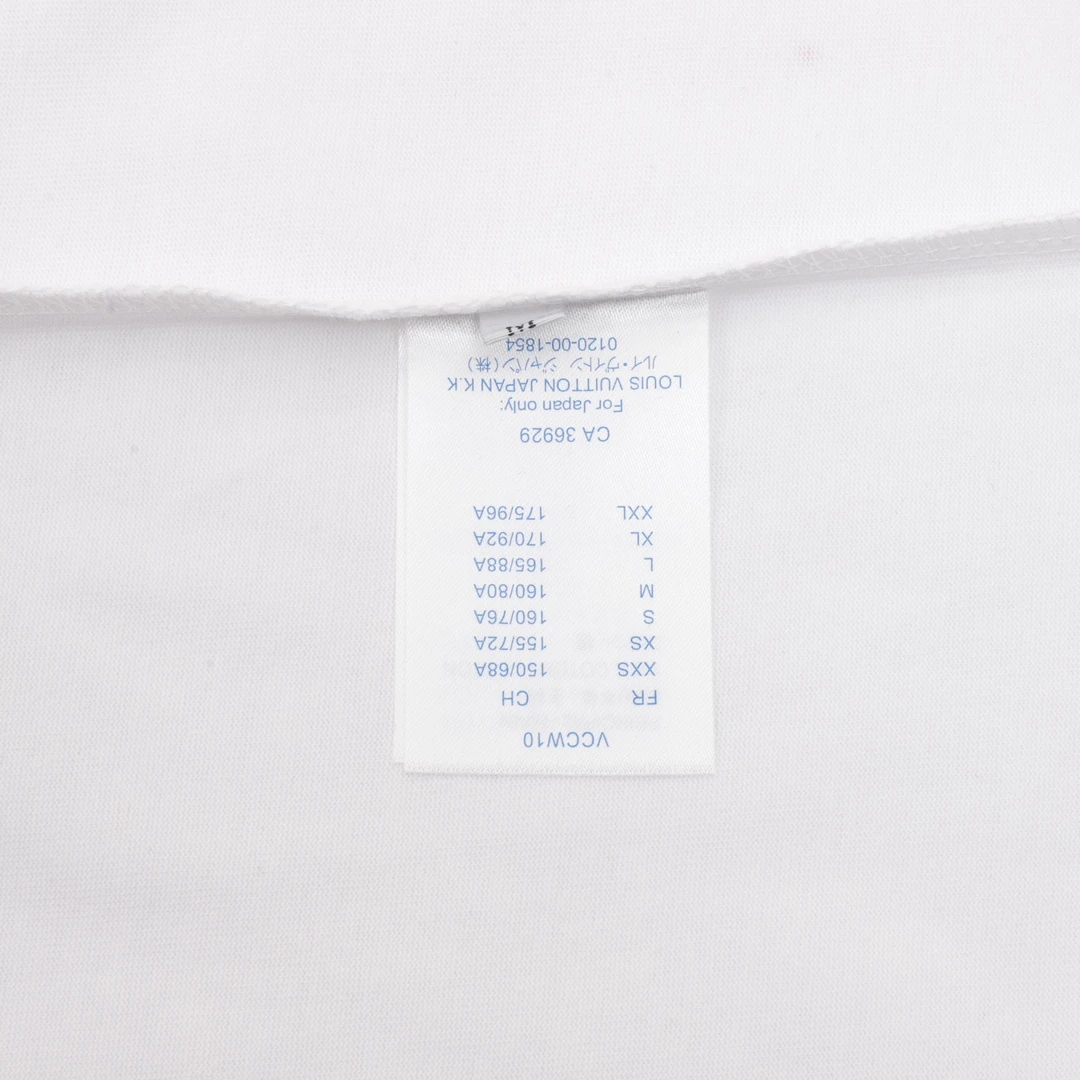 VCCW10
FR CH
XXS 150/68A
XS 155/72A
S 160/76A
M 160/80A
L 165/88A
XL 170/92A
XXL 175/96A
CA 36929
For Japan only:
LOUIS VUITTON JAPAN K.K
ルイ・ヴィトン ジャパン(株)
0120-00-1854